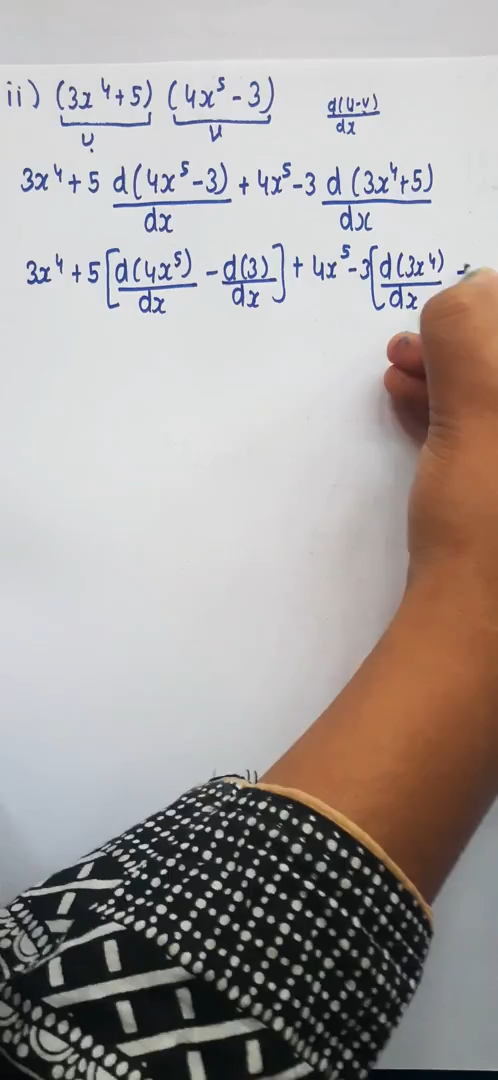 ii) (3x⁴+5) (4x⁵-3) d(u-v)/dx
u v
3x⁴+5 d(4x⁵-3)/dx + 4x⁵-3 d(3x⁴+5)/dx
3x⁴+5[d(4x⁵)/dx - d(3)/dx] + 4x⁵-3[d(3x⁴)/dx